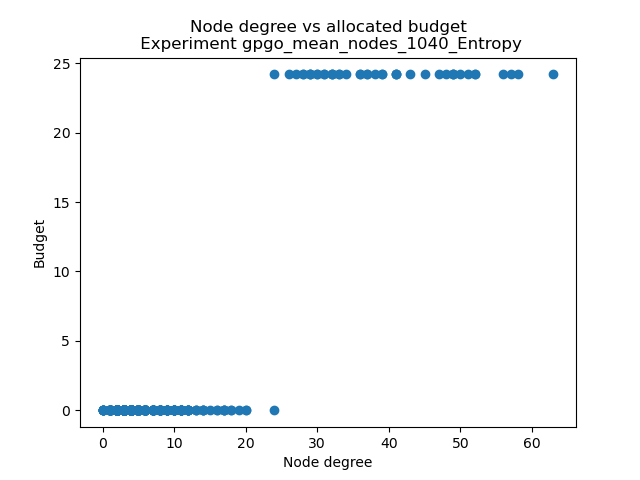 Node degree vs allocated budget
Experiment gpgo_mean_nodes_1040_Entropy
25
20
15
10
5
0
Budget
0 10 20 30 40 50 60
Node degree